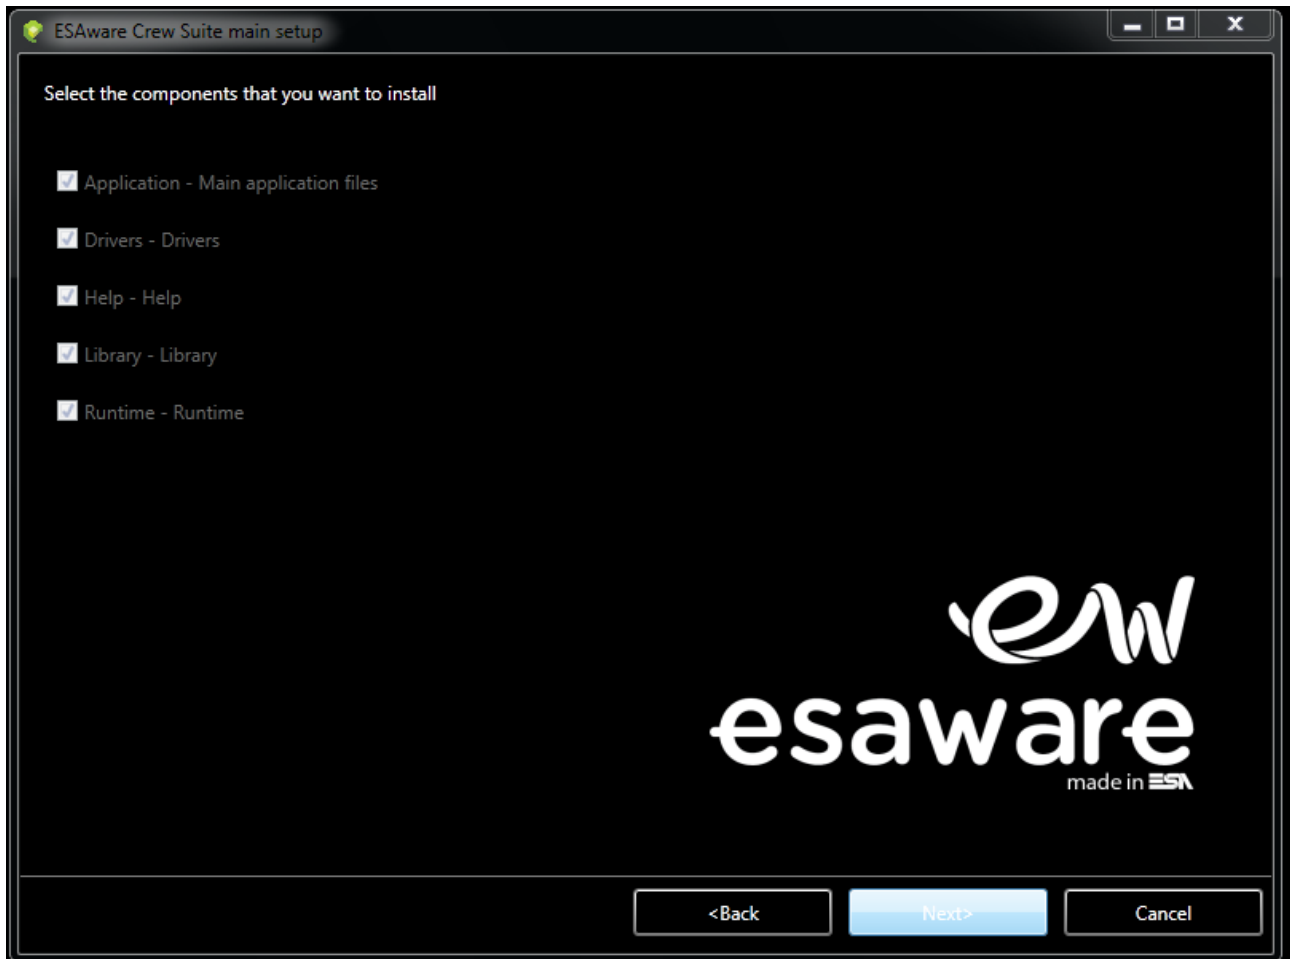 ESAware Crew Suite main setup
Select the components that you want to install
Application - Main application files
Drivers - Drivers
Help - Help
Library - Library
Runtime - Runtime
ew
esaware
made in ESA
<Back
Next>
Cancel